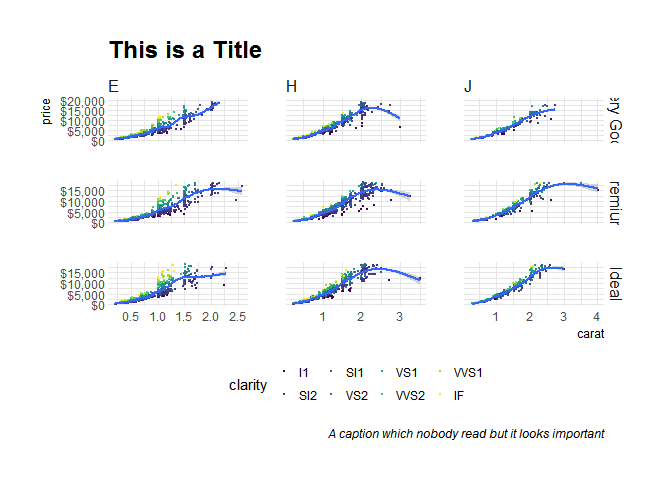 This is a Title
E H J
price
$20,000
$15,000
$10,000
$5,000
$0
ery Goo
$15,000
$10,000
$5,000
$0
remiur
$15,000
$10,000
$5,000
$0
Ideal
0.5 1.0 1.5 2.0 2.5 1 2 3 1 2 3 4
carat
clarity
I1 SI1 VS1 VVS1
SI2 VS2 VVS2 IF
A caption which nobody read but it looks important